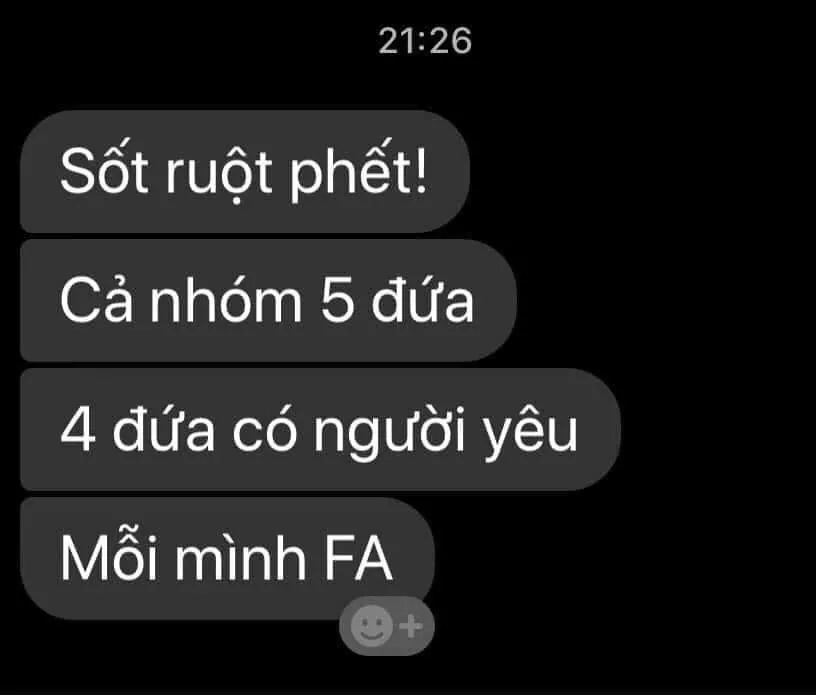 21:26
Sốt ruột phết!
Cả nhóm 5 đứa
4 đứa có người yêu
Mỗi mình FA